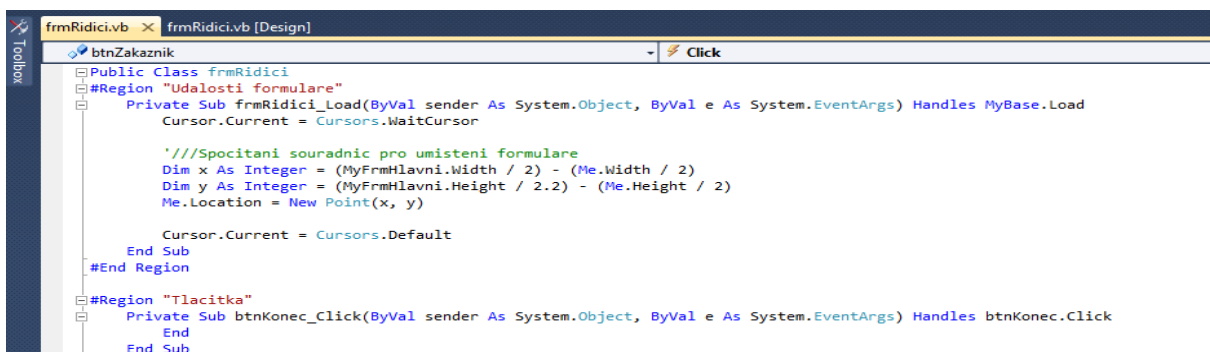 frmRidici.vb × frmRidici.vb [Design]
Toolbox
btnZakaznik Click
Public Class frmRidici
#Region "Udalosti formulare"
Private Sub frmRidici_Load(ByVal sender As System.Object, ByVal e As System.EventArgs) Handles MyBase.Load
Cursor.Current = Cursors.WaitCursor
'///Spocitani souradnic pro umisteni formulare
Dim x As Integer = (MyFrmHlavni.Width / 2) - (Me.Width / 2)
Dim y As Integer = (MyFrmHlavni.Height / 2.2) - (Me.Height / 2)
Me.Location = New Point(x, y)
Cursor.Current = Cursors.Default
End Sub
#End Region
#Region "Tlacitka"
Private Sub btnKonec_Click(ByVal sender As System.Object, ByVal e As System.EventArgs) Handles btnKonec.Click
End
End Sub